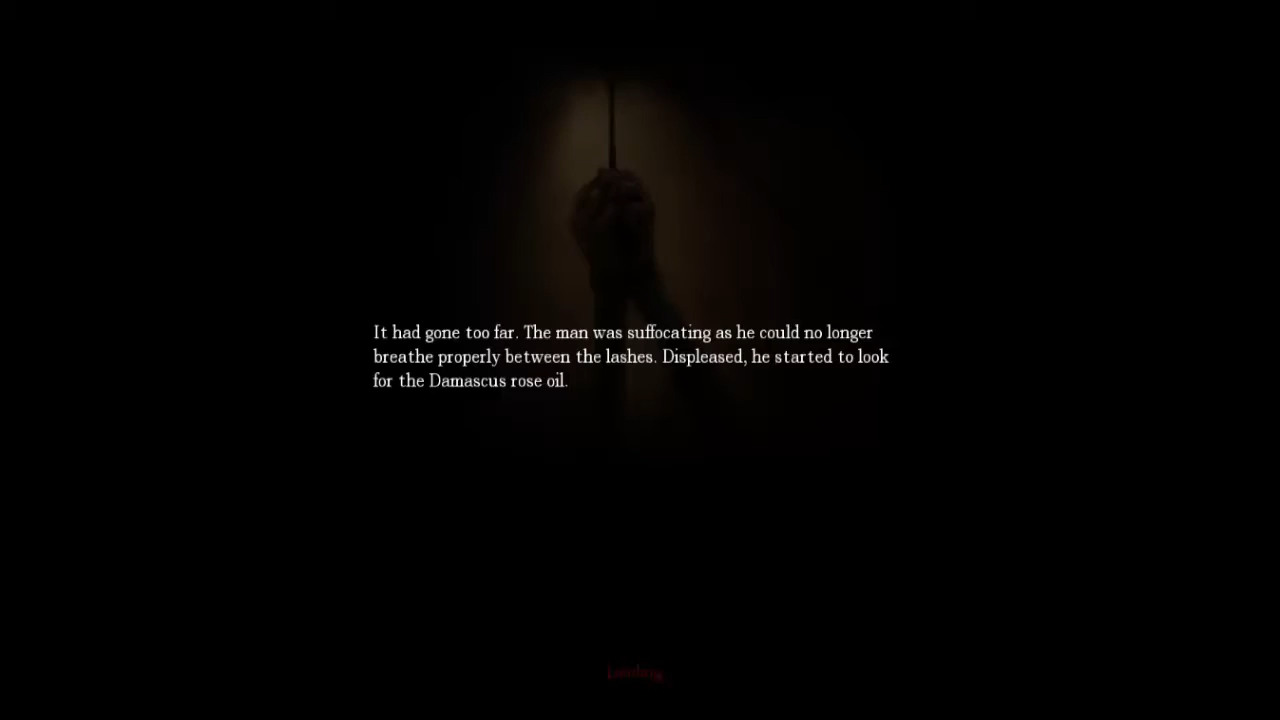 It had gone too far. The man was suffocating as he could no longer
breathe properly between the lashes. Displeased, he started to look
for the Damascus rose oil.
Loading